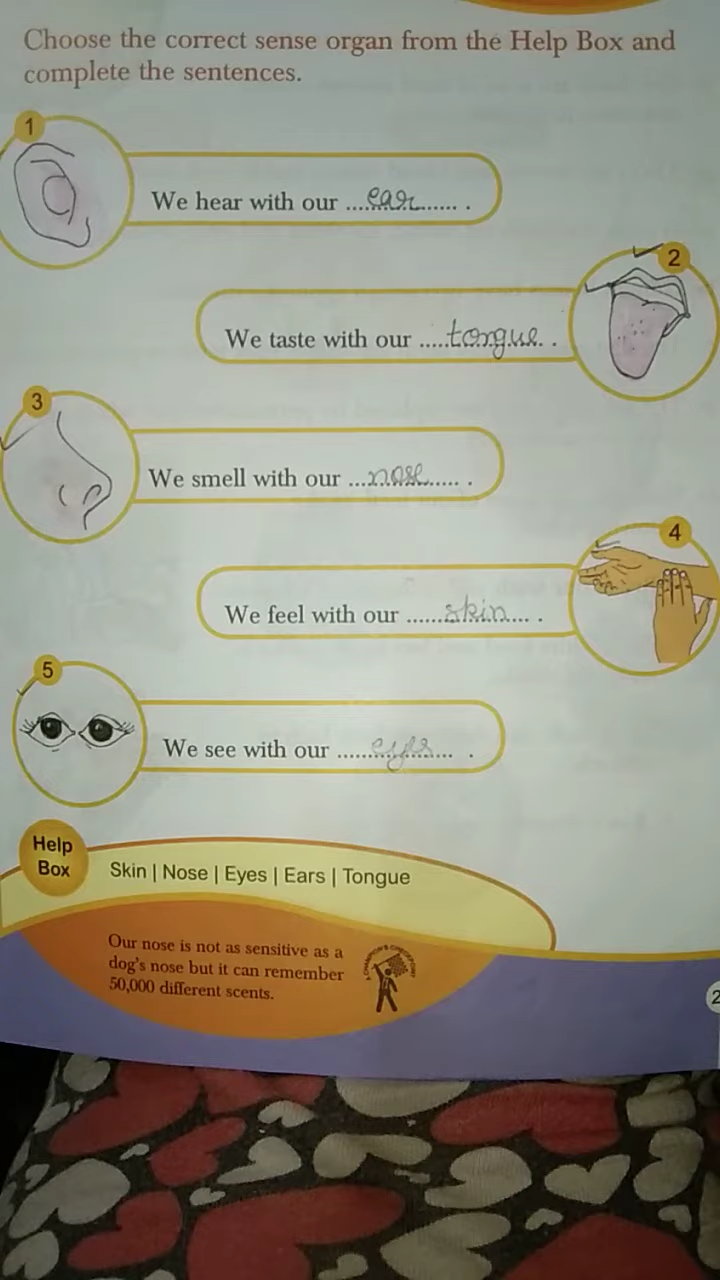 Choose the correct sense organ from the Help Box and
complete the sentences.
1
We hear with our ....ear.... .
2
We taste with our .....tongue.. .
3
We smell with our ...nose..... .
4
We feel with our ......skin.... .
5
We see with our .....eyes.... .
Help
Box
Skin | Nose | Eyes | Ears | Tongue
Our nose is not as sensitive as a
dog's nose but it can remember
50,000 different scents.
2